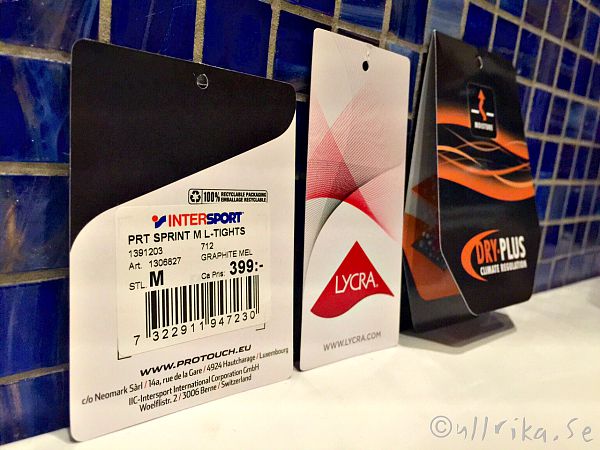 100% RECYCLABLE PACKAGING
EMBALLAGE RECYCLABLE
INTERSPORT
PRT SPRINT M L-TIGHTS
1391203 712
Art. 1306827 GRAPHITE MEL
STL. M Ca Pris: 399:-
7 322911 947230
WWW.PROTOUCH.EU
c/o Neomark Sàrl / 14a, rue de la Gare / 4924 Hautcharage / Luxembourg
IIC-Intersport International Corporation GmbH
Woelflistr. 2 / 3006 Berne / Switzerland
LYCRA®
WWW.LYCRA.COM
MOISTURE
DRY-PLUS
CLIMATE REGULATION
©ullrika.se